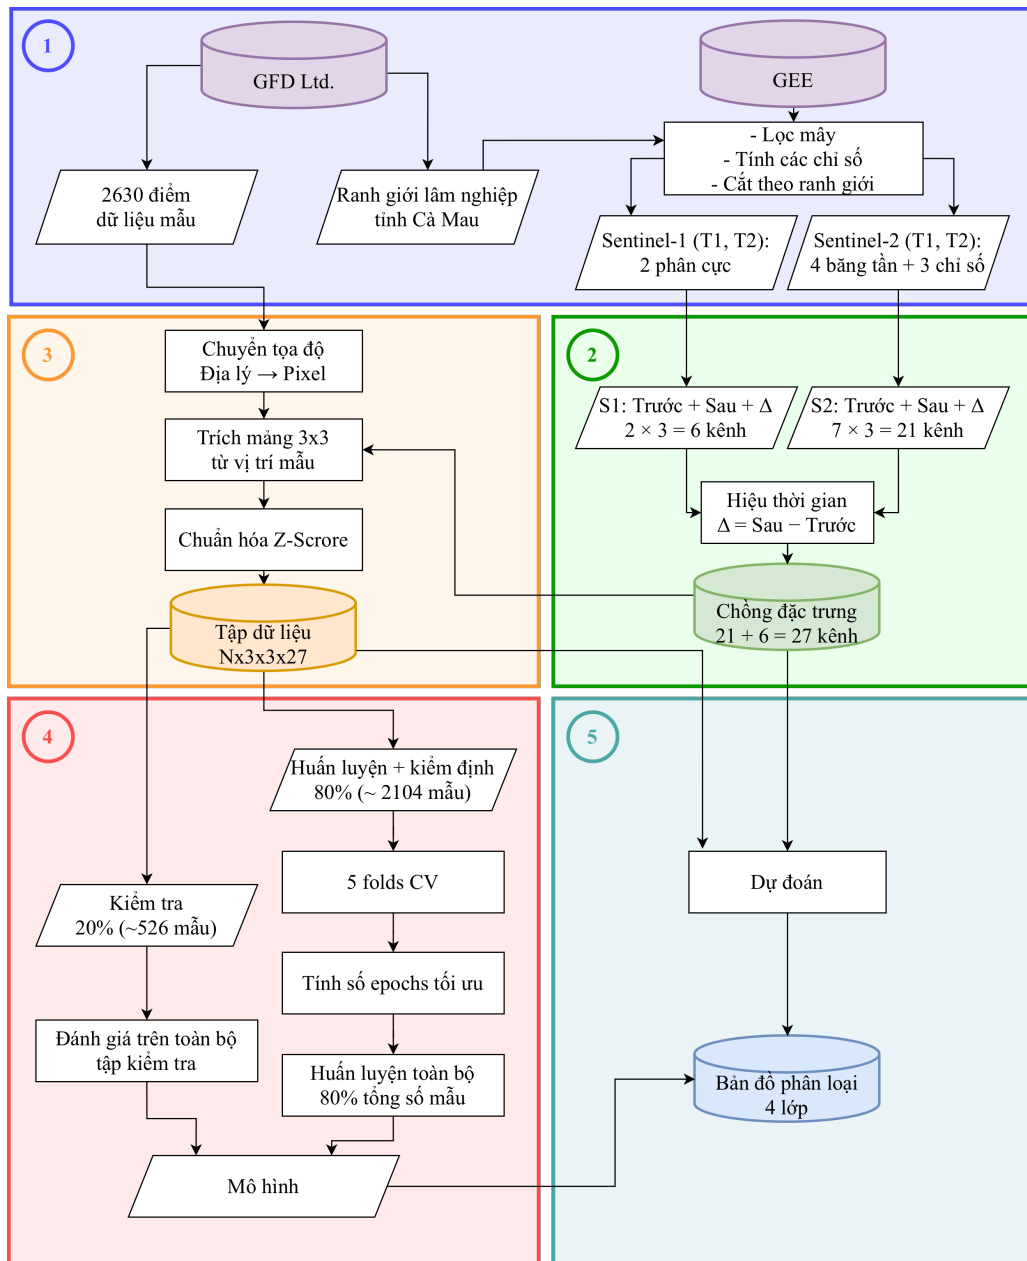 1
GFD Ltd.
GEE
- Lọc mây
- Tính các chỉ số
- Cắt theo ranh giới
2630 điểm
dữ liệu mẫu
Ranh giới lâm nghiệp
tỉnh Cà Mau
Sentinel-1 (T1, T2):
2 phân cực
Sentinel-2 (T1, T2):
4 băng tần + 3 chỉ số
3
Chuyển tọa độ
Địa lý → Pixel
Trích mảng 3x3
từ vị trí mẫu
Chuẩn hóa Z-Scrore
Tập dữ liệu
Nx3x3x27
2
S1: Trước + Sau + Δ
2 × 3 = 6 kênh
S2: Trước + Sau + Δ
7 × 3 = 21 kênh
Hiệu thời gian
Δ = Sau − Trước
Chồng đặc trưng
21 + 6 = 27 kênh
4
Huấn luyện + kiểm định
80% (~ 2104 mẫu)
5 folds CV
Kiểm tra
20% (~526 mẫu)
Tính số epochs tối ưu
Đánh giá trên toàn bộ
tập kiểm tra
Huấn luyện toàn bộ
80% tổng số mẫu
Mô hình
5
Dự đoán
Bản đồ phân loại
4 lớp